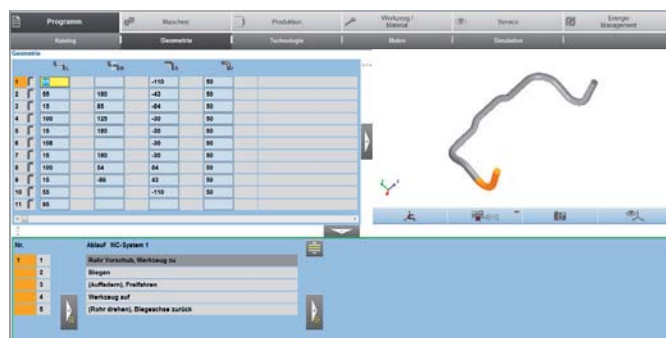 Programm Maschine Produktion Werkzeug / Material Service Energie Management
Katalog Geometrie Technologie Makro Simulation
Geometrie
1 -110 50
2 55 180 -43 50
3 15 85 -84 50
4 100 125 -30 50
5 15 180 -30 50
6 -30 50
7 15 180 -30 50
8 100 54 84 50
9 15 43 50
10 55 -110 50
11
Nr. Ablauf NC-System 1
1 1 Rohr Vorschub, Werkzeug zu
2 Biegen
3 (Auffedern), Freifahren
4 Werkzeug auf
5 (Rohr drehen), Biegeachse zurück